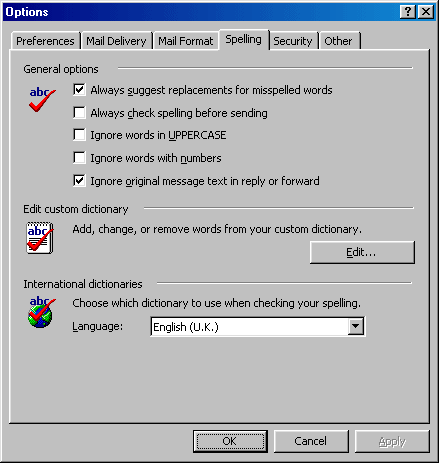 Options
Preferences Mail Delivery Mail Format Spelling Security Other
General options
abc
Always suggest replacements for misspelled words
Always check spelling before sending
Ignore words in UPPERCASE
Ignore words with numbers
Ignore original message text in reply or forward
Edit custom dictionary
abc
Add, change, or remove words from your custom dictionary.
Edit...
International dictionaries
abc
Choose which dictionary to use when checking your spelling.
Language: English (U.K.)
OK Cancel Apply